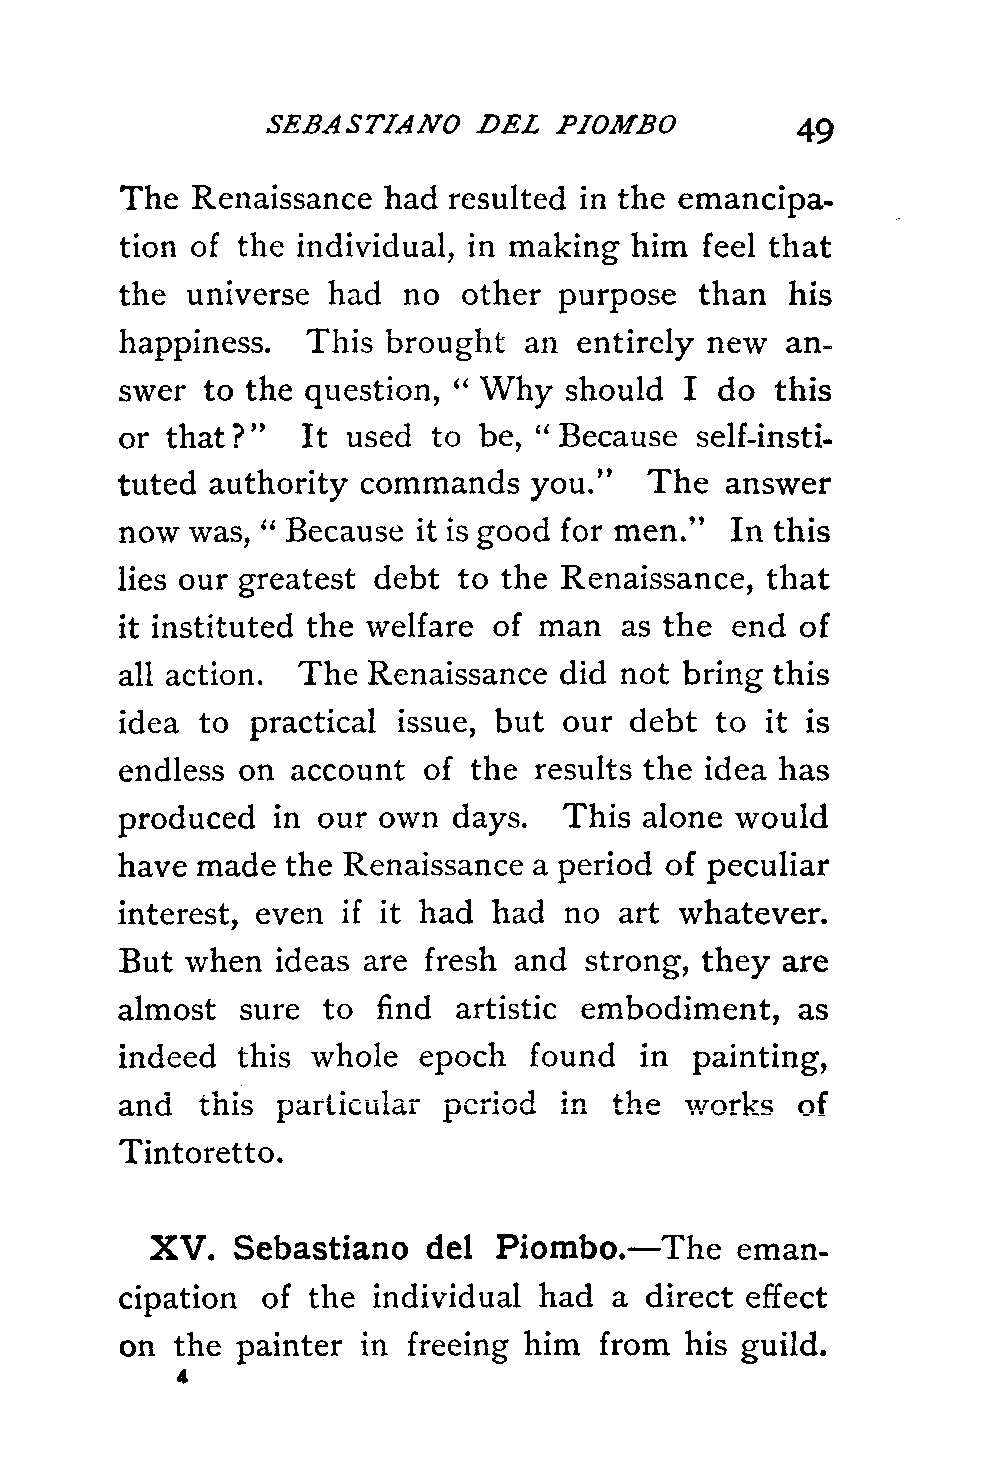 SEBASTIANO DEL PIOMBO 49
The Renaissance had resulted in the emancipa-
tion of the individual, in making him feel that
the universe had no other purpose than his
happiness. This brought an entirely new an-
swer to the question, “ Why should I do this
or that?” It used to be, “ Because self-insti-
tuted authority commands you.” The answer
now was, “ Because it is good for men.” In this
lies our greatest debt to the Renaissance, that
it instituted the welfare of man as the end of
all action. The Renaissance did not bring this
idea to practical issue, but our debt to it is
endless on account of the results the idea has
produced in our own days. This alone would
have made the Renaissance a period of peculiar
interest, even if it had had no art whatever.
But when ideas are fresh and strong, they are
almost sure to find artistic embodiment, as
indeed this whole epoch found in painting,
and this particular period in the works of
Tintoretto.
XV. Sebastiano del Piombo.—The eman-
cipation of the individual had a direct effect
on the painter in freeing him from his guild.
4